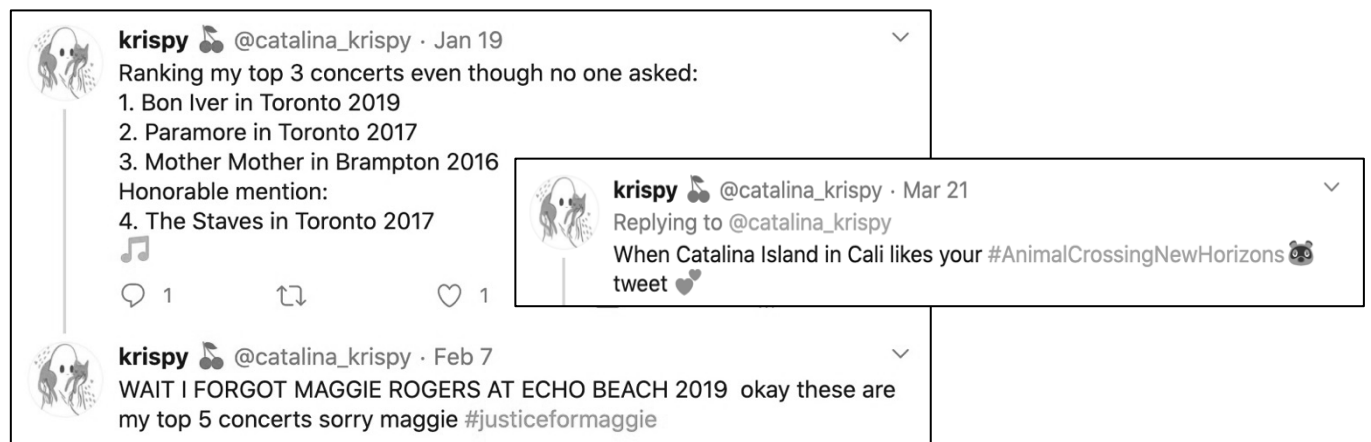 krispy 🍒 @catalina_krispy · Jan 19
Ranking my top 3 concerts even though no one asked:
1. Bon Iver in Toronto 2019
2. Paramore in Toronto 2017
3. Mother Mother in Brampton 2016
Honorable mention:
4. The Staves in Toronto 2017
🎵
1 1
krispy 🍒 @catalina_krispy · Mar 21
Replying to @catalina_krispy
When Catalina Island in Cali likes your #AnimalCrossingNewHorizons
tweet 💕
krispy 🍒 @catalina_krispy · Feb 7
WAIT I FORGOT MAGGIE ROGERS AT ECHO BEACH 2019 okay these are
my top 5 concerts sorry maggie #justiceformaggie